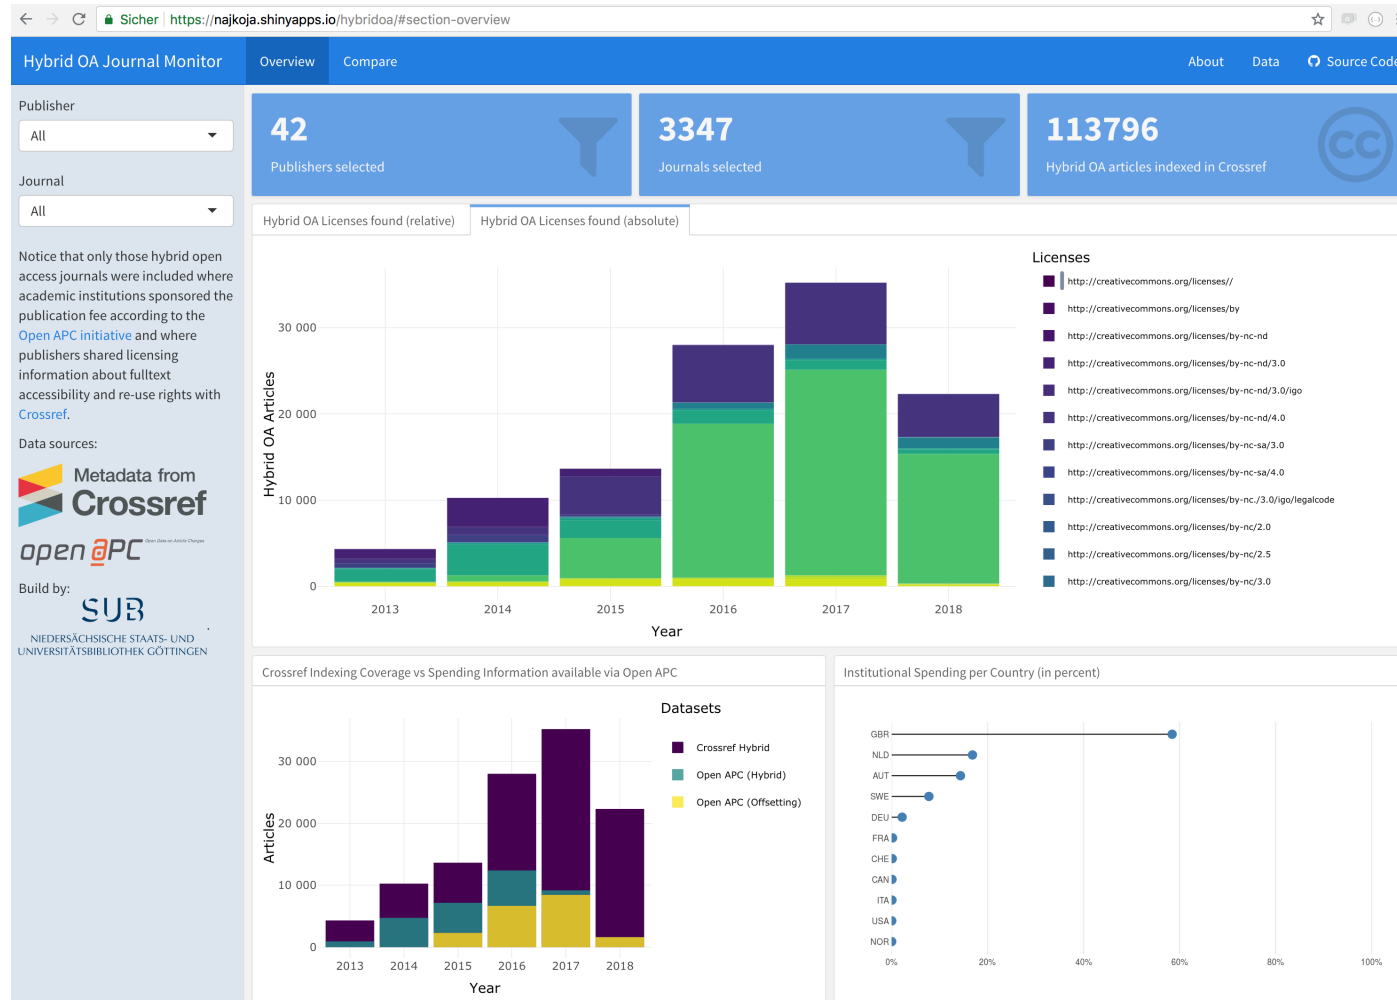 Sicher | https://najkoja.shinyapps.io/hybridoa/#section-overview
Hybrid OA Journal Monitor
Overview
Compare
About
Data
Source Code
Publisher
All
Journal
All
Notice that only those hybrid open
access journals were included where
academic institutions sponsored the
publication fee according to the
Open APC initiative and where
publishers shared licensing
information about fulltext
accessibility and re-use rights with
Crossref.
Data sources:
Metadata from
Crossref
open APC
Open Data on Article Charges
Build by:
SUB
NIEDERSÄCHSISCHE STAATS- UND
UNIVERSITÄTSBIBLIOTHEK GÖTTINGEN
42
Publishers selected
3347
Journals selected
113796
Hybrid OA articles indexed in Crossref
CC
Hybrid OA Licenses found (relative)
Hybrid OA Licenses found (absolute)
Hybrid OA Articles
30 000
20 000
10 000
0
2013
2014
2015
2016
2017
2018
Year
Licenses
http://creativecommons.org/licenses//
http://creativecommons.org/licenses/by
http://creativecommons.org/licenses/by-nc-nd
http://creativecommons.org/licenses/by-nc-nd/3.0
http://creativecommons.org/licenses/by-nc-nd/3.0/igo
http://creativecommons.org/licenses/by-nc-nd/4.0
http://creativecommons.org/licenses/by-nc-sa/3.0
http://creativecommons.org/licenses/by-nc-sa/4.0
http://creativecommons.org/licenses/by-nc./3.0/igo/legalcode
http://creativecommons.org/licenses/by-nc/2.0
http://creativecommons.org/licenses/by-nc/2.5
http://creativecommons.org/licenses/by-nc/3.0
Crossref Indexing Coverage vs Spending Information available via Open APC
Articles
30 000
20 000
10 000
0
2013
2014
2015
2016
2017
2018
Year
Datasets
Crossref Hybrid
Open APC (Hybrid)
Open APC (Offsetting)
Institutional Spending per Country (in percent)
GBR
NLD
AUT
SWE
DEU
FRA
CHE
CAN
ITA
USA
NOR
0%
20%
40%
60%
80%
100%